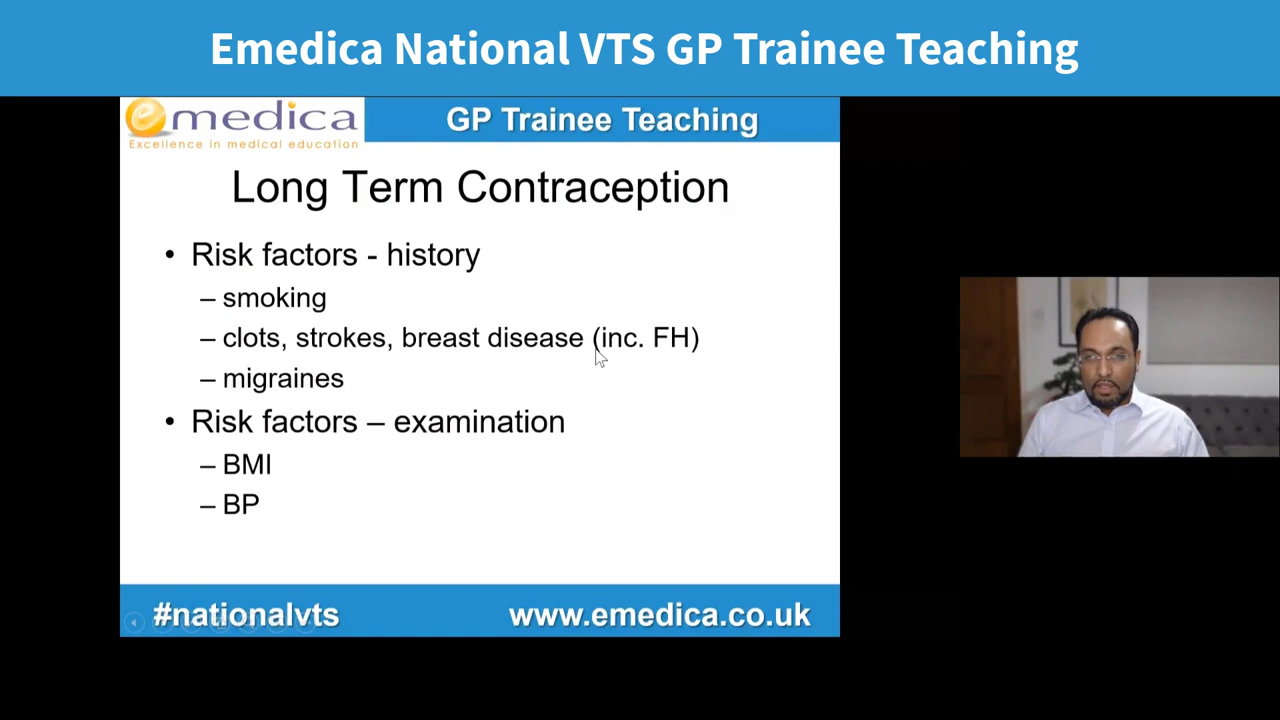 Emedica National VTS GP Trainee Teaching
emedica
Excellence in medical education
GP Trainee Teaching
Long Term Contraception
• Risk factors - history
– smoking
– clots, strokes, breast disease (inc. FH)
– migraines
• Risk factors – examination
– BMI
– BP
#nationalvts
www.emedica.co.uk